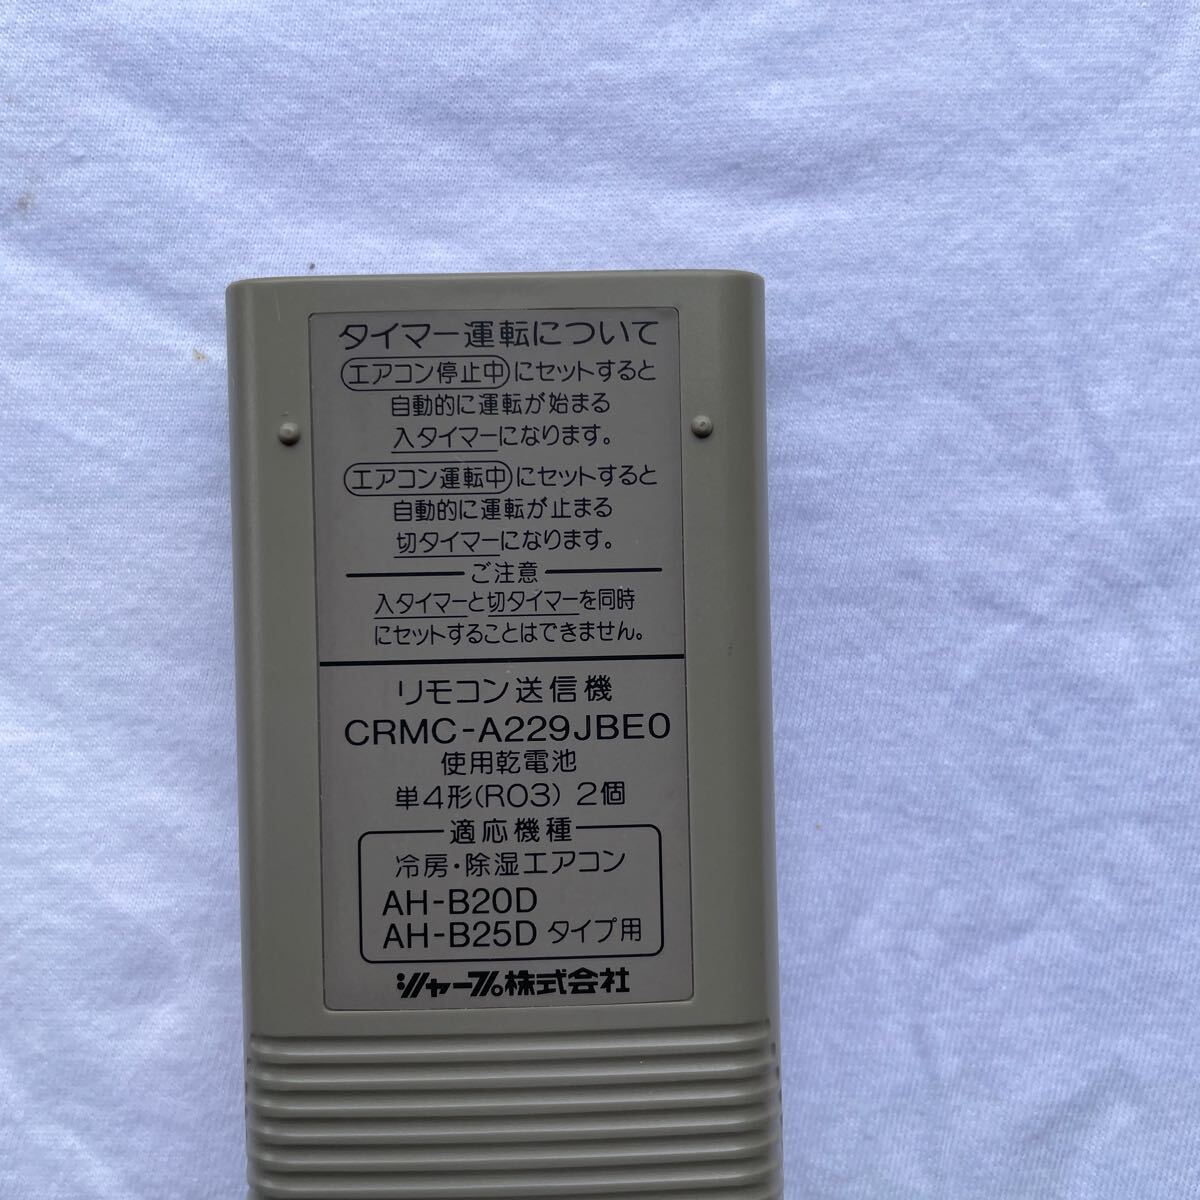 タイマー運転について
エアコン停止中にセットすると
自動的に運転が始まる
入タイマーになります。
エアコン運転中にセットすると
自動的に運転が止まる
切タイマーになります。
ご注意
入タイマーと切タイマーを同時
にセットすることはできません。
リモコン送信機
CRMC-A229JBE0
使用乾電池
単4形(R03) 2個
適応機種
冷房・除湿エアコン
AH-B20D
AH-B25D タイプ用
シャープ株式会社